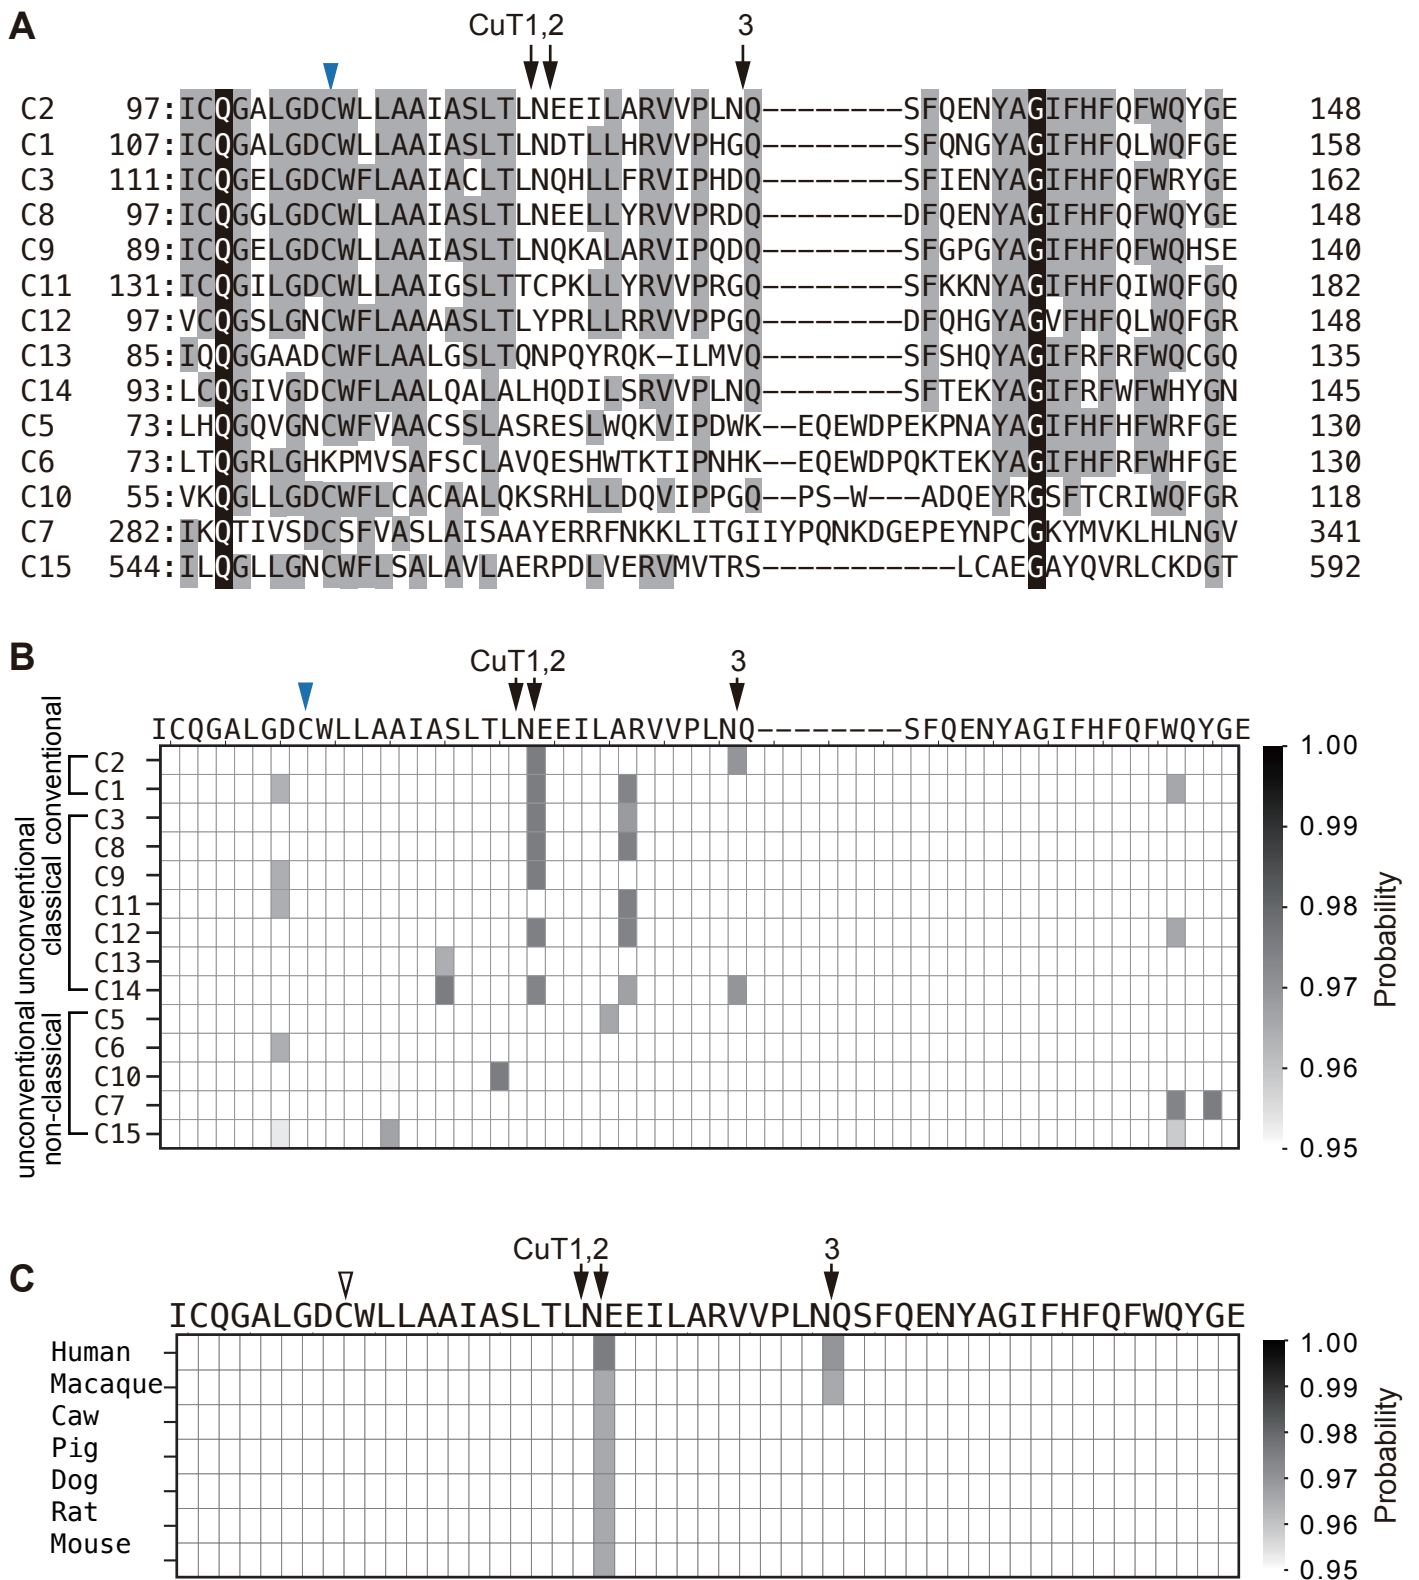 A
CuT1,2 3
C2 97:ICQGALGDCWLLAAIASLTLNEEILARVVPLNQ--------SFQENYAGIFHFQFWQYGE 148
C1 107:ICQGALGDCWLLAAIASLTLNDTLLHRVVPHGQ--------SFQNGYAGIFHFQLWQFGE 158
C3 111:ICQGELGDCWFLAAIACLTLNQHLLFRVIPHDQ--------SFIENYAGIFHFQFWRYGE 162
C8 97:ICQGGLGDCWLLAAIASLTLNEELLYRVVPRDQ--------DFQENYAGIFHFQFWQYGE 148
C9 89:ICQGELGDCWLLAAIASLTLNQKALARVIPQDQ--------SFGPGYAGIFHFQFWQHSE 140
C11 131:ICQGILGDCWLLAAIGSLTTCPKLLYRVVPRGQ--------SFKKNYAGIFHFQIWQFGQ 182
C12 97:VCQGSLGNCWFLAAAASLTLYPRLLRRVVPPGQ--------DFQHGYAGVFHFQLWQFGR 148
C13 85:IQQGGAADCWFLAALGSLTQNPQYRQK-ILMVQ--------SFSHQYAGIFRFRFWQCGQ 135
C14 93:LCQGIVGDCWFLAALQALALHQDILSRVVPLNQ--------SFTEKYAGIFRFWFWHYGN 145
C5 73:LHQGQVGNCWFVAACSSLASRESLWQKVIPDWK--EQEWDPEKPNAYAGIFHFHFWRFGE 130
C6 73:LTQGRLGHKPMVSAFSCLAVQESHWTKTIPNHK--EQEWDPQKTEKYAGIFHFRFWHFGE 130
C10 55:VKQGLLGDCWFLCACAALQKSRHLLDQVIPPGQ--PS-W---ADQEYRGSFTCRIWQFGR 118
C7 282:IKQTIVSDCSFVASLAISAAYERRFNKKLITGIIYPQNKDGEPEYNPCGKYMVKLHLNGV 341
C15 544:ILQGLLGNCWFLSALAVLAERPDLVERVMVTRS-----------LCAEGAYQVRLCKDGT 592
B
CuT1,2 3
ICQGALGDCWLLAAIASLTLNEEILARVVPLNQ--------SFQENYAGIFHFQFWQYGE
conventional
unconventional classical
unconventional non-classical
C2
C1
C3
C8
C9
C11
C12
C13
C14
C5
C6
C10
C7
C15
1.00
0.99
0.98
0.97
0.96
0.95
Probability
C
CuT1,2 3
ICQGALGDCWLLAAIASLTLNEEILARVVPLNQSFQENYAGIFHFQFWQYGE
Human
Macaque
Caw
Pig
Dog
Rat
Mouse
1.00
0.99
0.98
0.97
0.96
0.95
Probability